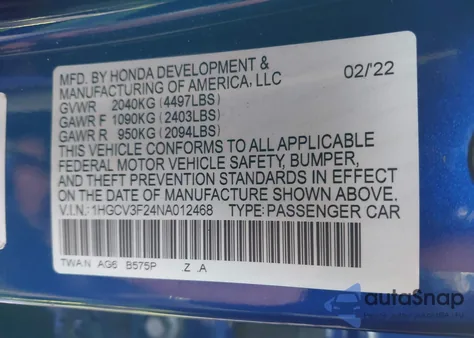 MFD. BY HONDA DEVELOPMENT & 02/'22
MANUFACTURING OF AMERICA, LLC
GVWR 2040KG (4497LBS)
GAWR F 1090KG (2403LBS)
GAWR R 950KG (2094LBS)
THIS VEHICLE CONFORMS TO ALL APPLICABLE
FEDERAL MOTOR VEHICLE SAFETY, BUMPER,
AND THEFT PREVENTION STANDARDS IN EFFECT
ON THE DATE OF MANUFACTURE SHOWN ABOVE.
V.I.N.: 1HGCV3F24NA012468 TYPE: PASSENGER CAR
TWAN AG6 B575P .Z .A
autoSnap